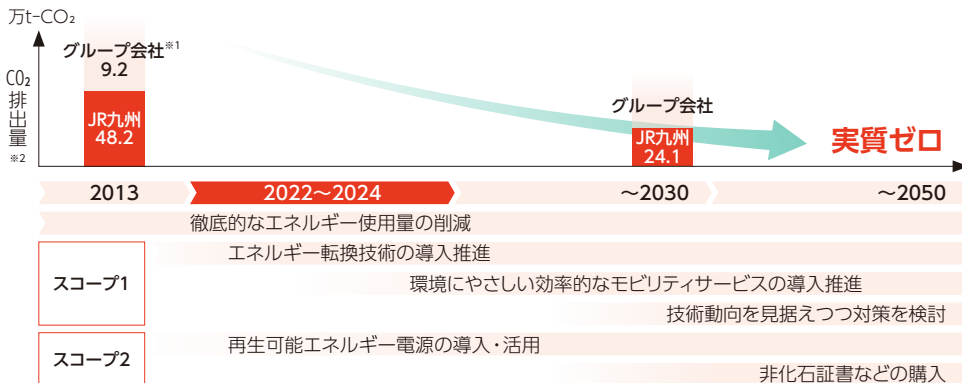 万t-CO₂
グループ会社※1
9.2
CO₂排出量※2
JR九州
48.2
グループ会社
JR九州
24.1
実質ゼロ
2013
2022～2024
～2030
～2050
徹底的なエネルギー使用量の削減
スコープ1
エネルギー転換技術の導入推進
環境にやさしい効率的なモビリティサービスの導入推進
技術動向を見据えつつ対策を検討
スコープ2
再生可能エネルギー電源の導入・活用
非化石証書などの購入